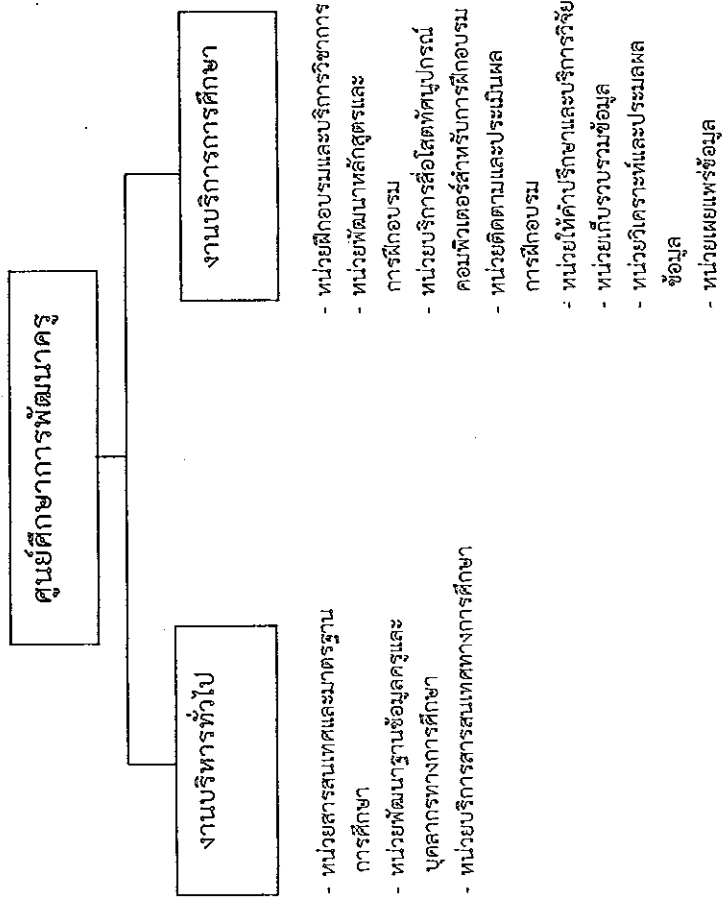 ศูนย์ศึกษาการพัฒนาครู
งานบริหารทั่วไป
- หน่วยสารสนเทศและมาตรฐาน
การศึกษา
- หน่วยพัฒนาฐานข้อมูลครูและ
บุคลากรทางการศึกษา
- หน่วยบริการสารสนเทศทางการศึกษา
งานบริการการศึกษา
- หน่วยฝึกอบรมและบริการวิชาการ
- หน่วยพัฒนาหลักสูตรและ
การฝึกอบรม
- หน่วยบริการสื่อโสตทัศนูปกรณ์
คอมพิวเตอร์สำหรับการฝึกอบรม
- หน่วยติดตามและประเมินผล
การฝึกอบรม
- หน่วยให้คำปรึกษาและบริการวิจัย
- หน่วยเก็บรวบรวมข้อมูล
- หน่วยวิเคราะห์และประมลผล
ข้อมูล
- หน่วยเผยแพร่ข้อมูล